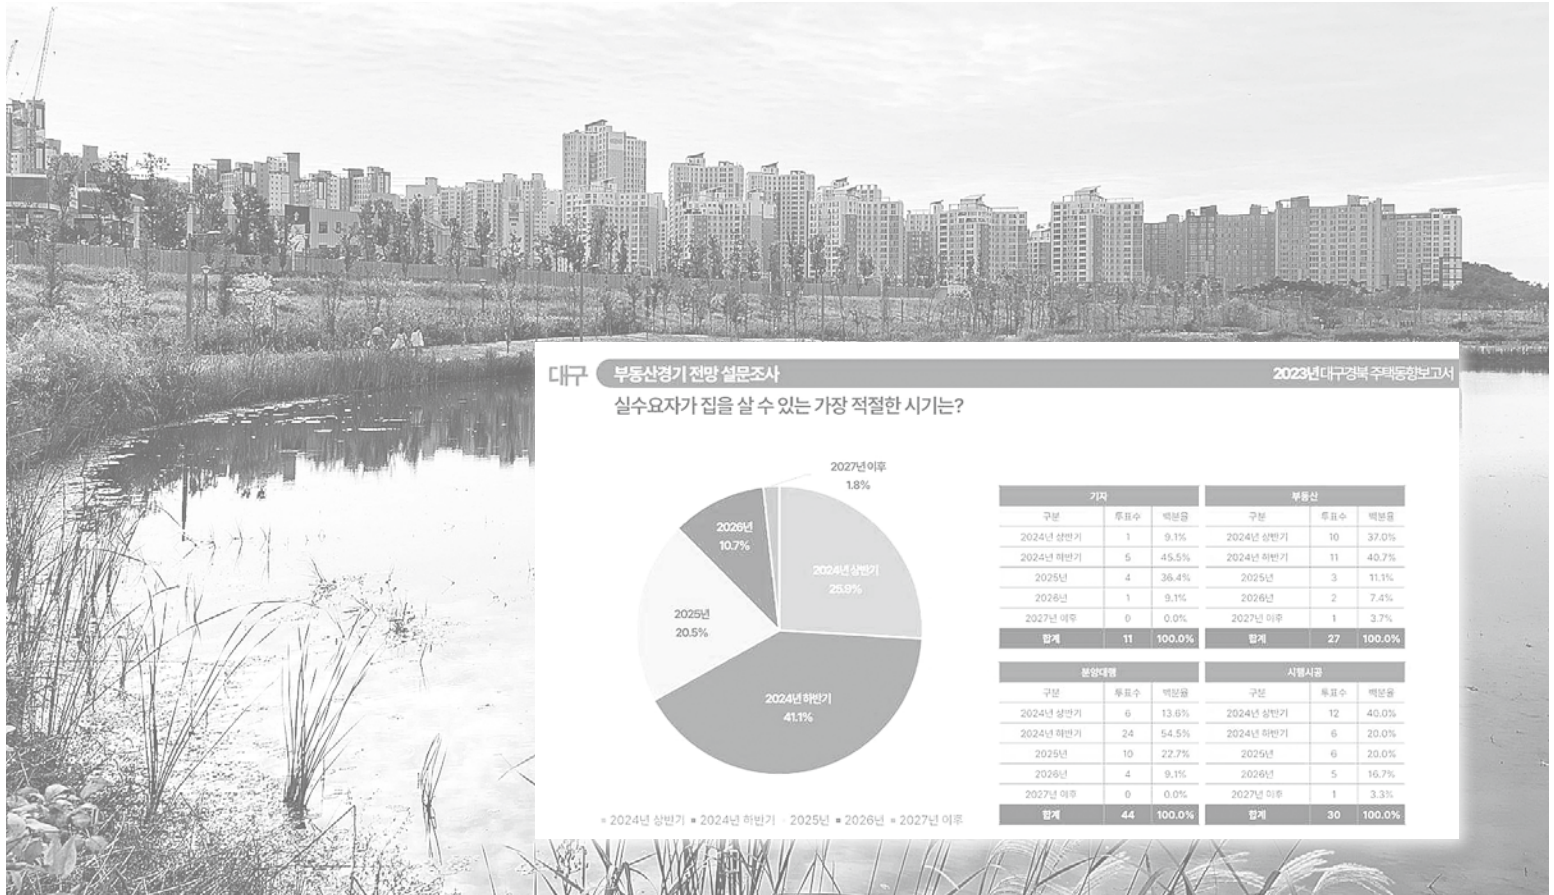 대구 부동산경기 전망 설문조사 2023년 대구경북 주택동향보고서
실수요자가 집을 살 수 있는 가장 적절한 시기는?
2027년 이후
1.8%
2026년
10.7%
2024년 상반기
25.9%
2025년
20.5%
2024년 하반기
41.1%
2024년 상반기 2024년 하반기 2025년 2026년 2027년 이후
기자
구분 투표수 백분율
2024년 상반기 1 9.1%
2024년 하반기 5 45.5%
2025년 4 36.4%
2026년 1 9.1%
2027년 이후 0 0.0%
합계 11 100.0%
부동산
구분 투표수 백분율
2024년 상반기 10 37.0%
2024년 하반기 11 40.7%
2025년 3 11.1%
2026년 2 7.4%
2027년 이후 1 3.7%
합계 27 100.0%
분양대행
구분 투표수 백분율
2024년 상반기 6 13.6%
2024년 하반기 24 54.5%
2025년 10 22.7%
2026년 4 9.1%
2027년 이후 0 0.0%
합계 44 100.0%
시행시공
구분 투표수 백분율
2024년 상반기 12 40.0%
2024년 하반기 6 20.0%
2025년 6 20.0%
2026년 5 16.7%
2027년 이후 1 3.3%
합계 30 100.0%